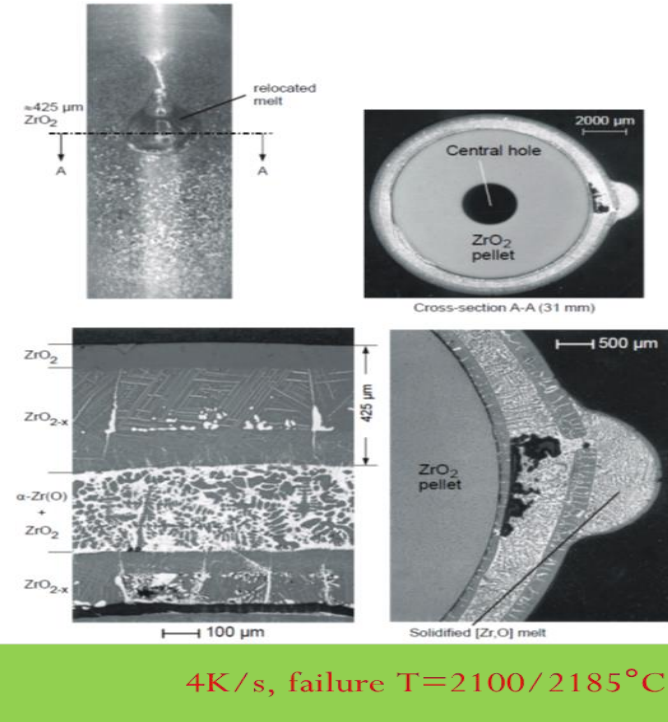 relocated
melt
≈425 µm
ZrO₂
A
A
2000 µm
Central hole
ZrO₂
pellet
Cross-section A-A (31 mm)
ZrO₂
ZrO₂₋ₓ
α-Zr(O)
+
ZrO₂
ZrO₂₋ₓ
425 µm
100 µm
500 µm
ZrO₂
pellet
Solidified [Zr,O] melt
4K/s, failure T=2100/2185°C